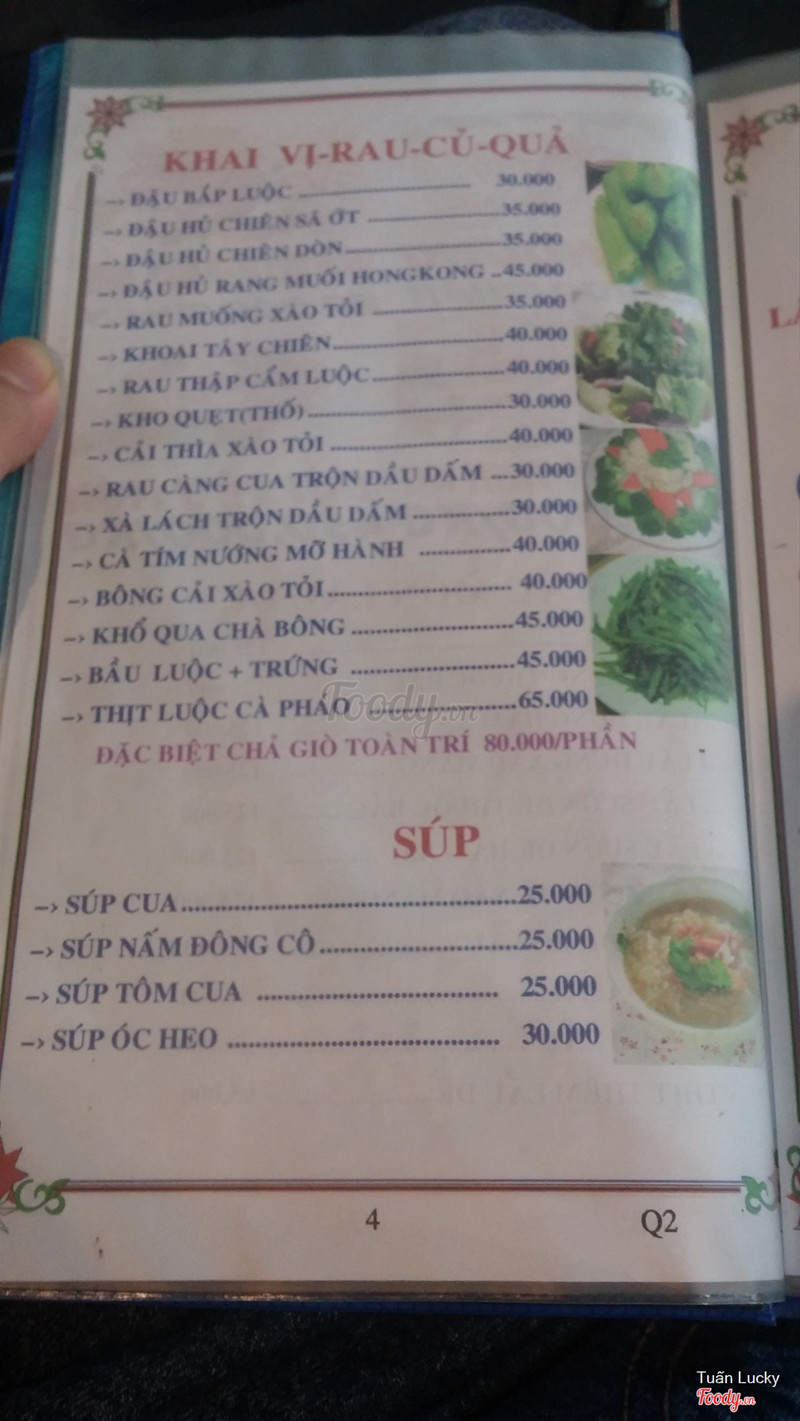 KHAI VỊ-RAU-CỦ-QUẢ
–> ĐẬU BẮP LUỘC ........ 30.000
–> ĐẬU HỦ CHIÊN SẢ ỚT ........ 35.000
–> ĐẬU HỦ CHIÊN DÒN ........ 35.000
–> ĐẬU HỦ RANG MUỐI HONGKONG ..45.000
–> RAU MUỐNG XÀO TỎI ........ 35.000
–> KHOAI TÂY CHIÊN ........ 40.000
–> RAU THẬP CẨM LUỘC ........ 40.000
–> KHO QUẸT(THỐ) ........ 30.000
–> CẢI THÌA XÀO TỎI ........ 40.000
–> RAU CÀNG CUA TRỘN DẦU DẤM ...30.000
–> XÀ LÁCH TRỘN DẦU DẤM ........ 30.000
–> CÀ TÍM NƯỚNG MỠ HÀNH ........ 40.000
–> BÔNG CẢI XÀO TỎI ........ 40.000
–> KHỔ QUA CHÀ BÔNG ........ 45.000
–> BẦU LUỘC + TRỨNG ........ 45.000
–> THỊT LUỘC CÀ PHÁO ........ 65.000
ĐẶC BIỆT CHẢ GIÒ TOÀN TRÍ 80.000/PHẦN
SÚP
–> SÚP CUA ........ 25.000
–> SÚP NẤM ĐÔNG CÔ ........ 25.000
–> SÚP TÔM CUA ........ 25.000
–> SÚP ÓC HEO ........ 30.000
4
Q2
Foody.vn
Tuấn Lucky
Foody.vn